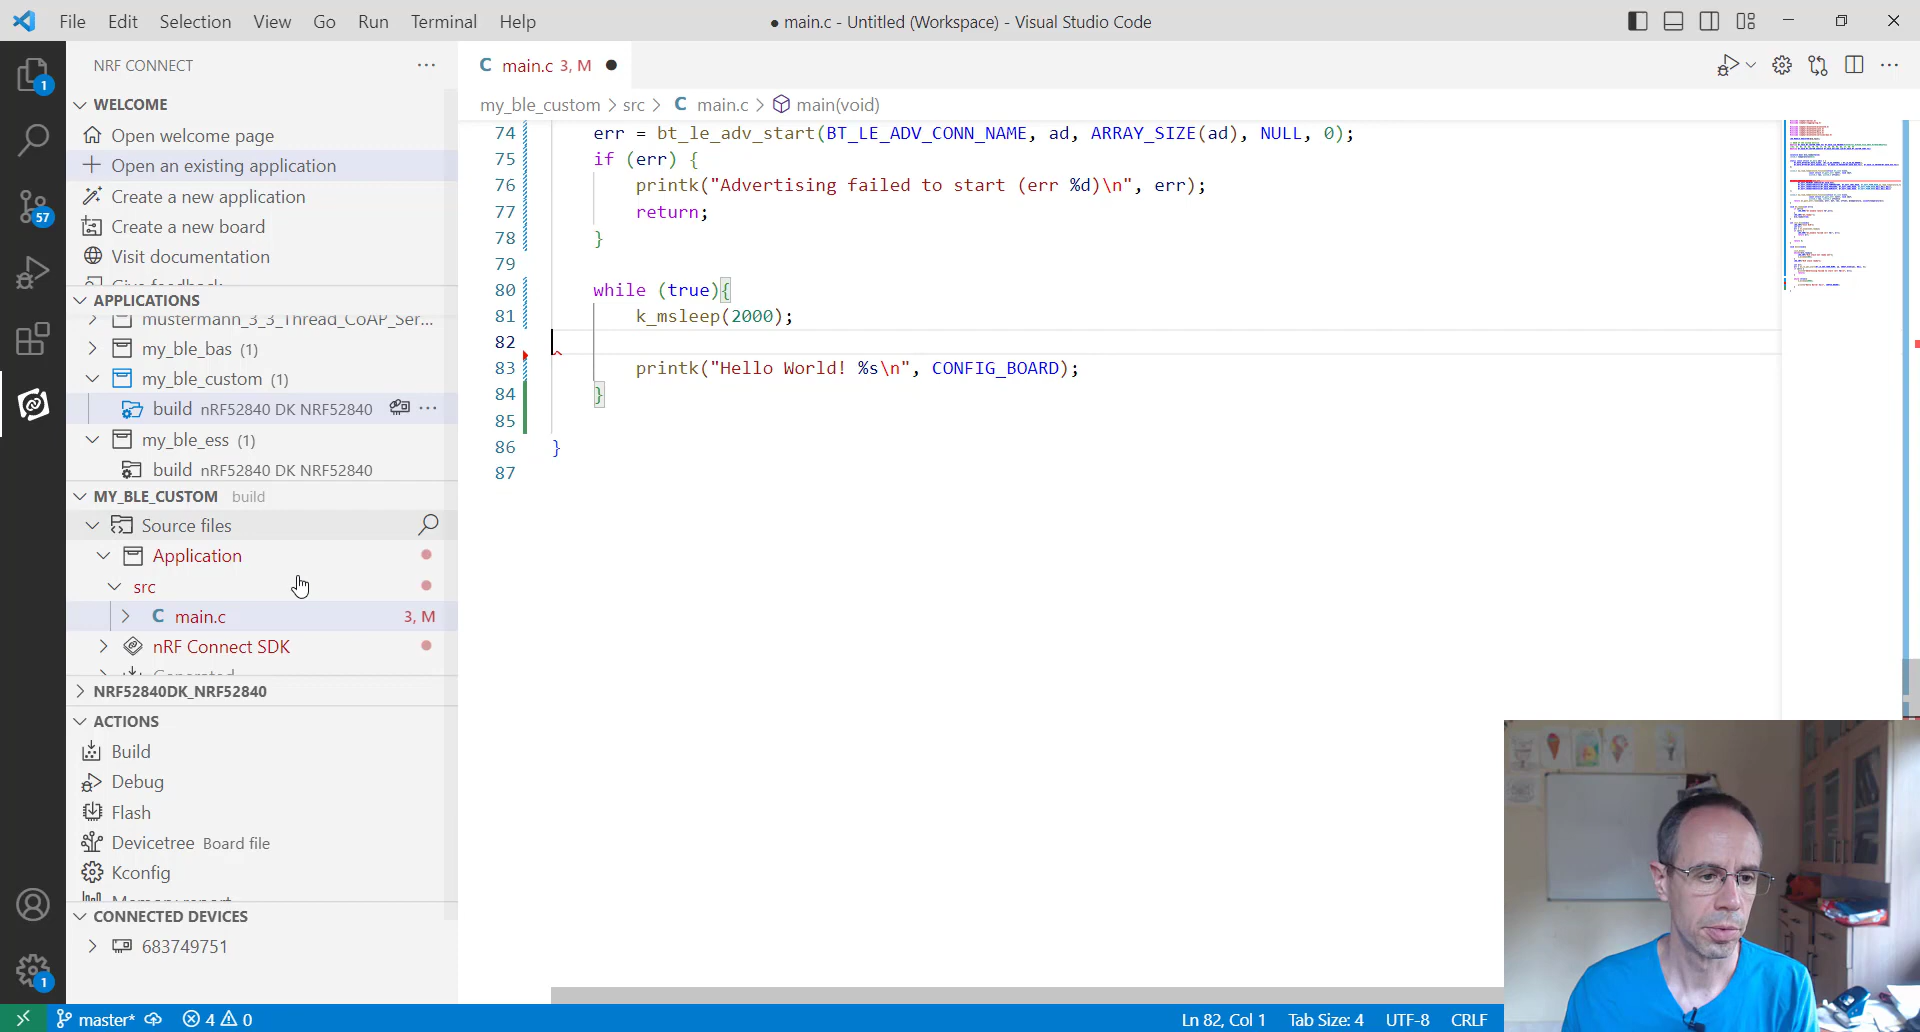 File Edit Selection View Go Run Terminal Help
● main.c - Untitled (Workspace) - Visual Studio Code
NRF CONNECT
WELCOME
Open welcome page
Open an existing application
Create a new application
Create a new board
Visit documentation
Give feedback
APPLICATIONS
mustermann_3_3_Thread_CoAP_Ser...
my_ble_bas (1)
my_ble_custom (1)
build nRF52840 DK NRF52840
my_ble_ess (1)
build nRF52840 DK NRF52840
MY_BLE_CUSTOM build
Source files
Application
src
C main.c 3, M
nRF Connect SDK
Generated
NRF52840DK_NRF52840
ACTIONS
Build
Debug
Flash
Devicetree Board file
Kconfig
Memory report
CONNECTED DEVICES
683749751
1
57
1
C main.c 3, M ●
my_ble_custom > src > C main.c > main(void)
74 err = bt_le_adv_start(BT_LE_ADV_CONN_NAME, ad, ARRAY_SIZE(ad), NULL, 0);
75 if (err) {
76 printk("Advertising failed to start (err %d)\n", err);
77 return;
78 }
79
80 while (true){
81 k_msleep(2000);
82
83 printk("Hello World! %s\n", CONFIG_BOARD);
84 }
85
86 }
87
master* 4 0
Ln 82, Col 1 Tab Size: 4 UTF-8 CRLF